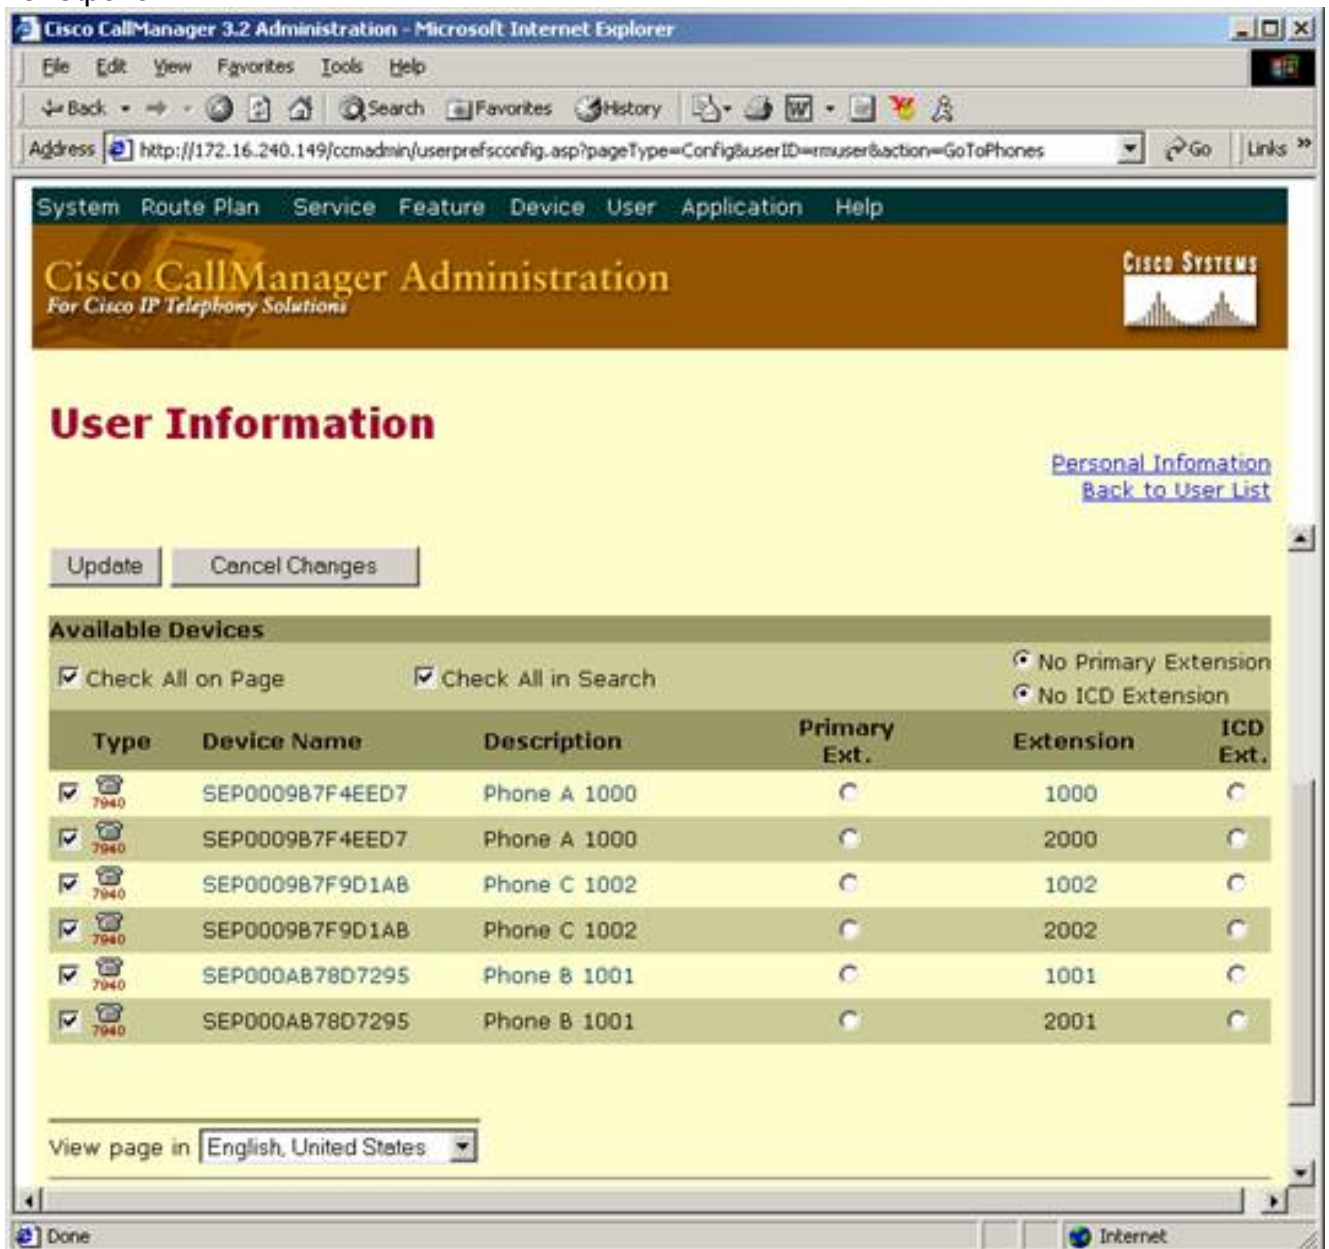 Cisco CallManager 3.2 Administration - Microsoft Internet Explorer
File Edit View Favorites Tools Help
Back Search Favorites History
Address http://172.16.240.149/ccmadmin/userprefsconfig.asp?pageType=Config&userID=rmuser&action=GoToPhones Go Links »
System Route Plan Service Feature Device User Application Help
Cisco CallManager Administration
For Cisco IP Telephony Solutions
CISCO SYSTEMS
User Information
Personal Infomation
Back to User List
Update Cancel Changes
Available Devices
Check All on Page Check All in Search No Primary Extension
No ICD Extension
Type Device Name Description Primary Ext. Extension ICD Ext.
7940 SEP0009B7F4EED7 Phone A 1000 1000
7940 SEP0009B7F4EED7 Phone A 1000 2000
7940 SEP0009B7F9D1AB Phone C 1002 1002
7940 SEP0009B7F9D1AB Phone C 1002 2002
7940 SEP000AB78D7295 Phone B 1001 1001
7940 SEP000AB78D7295 Phone B 1001 2001
View page in English, United States
Done Internet